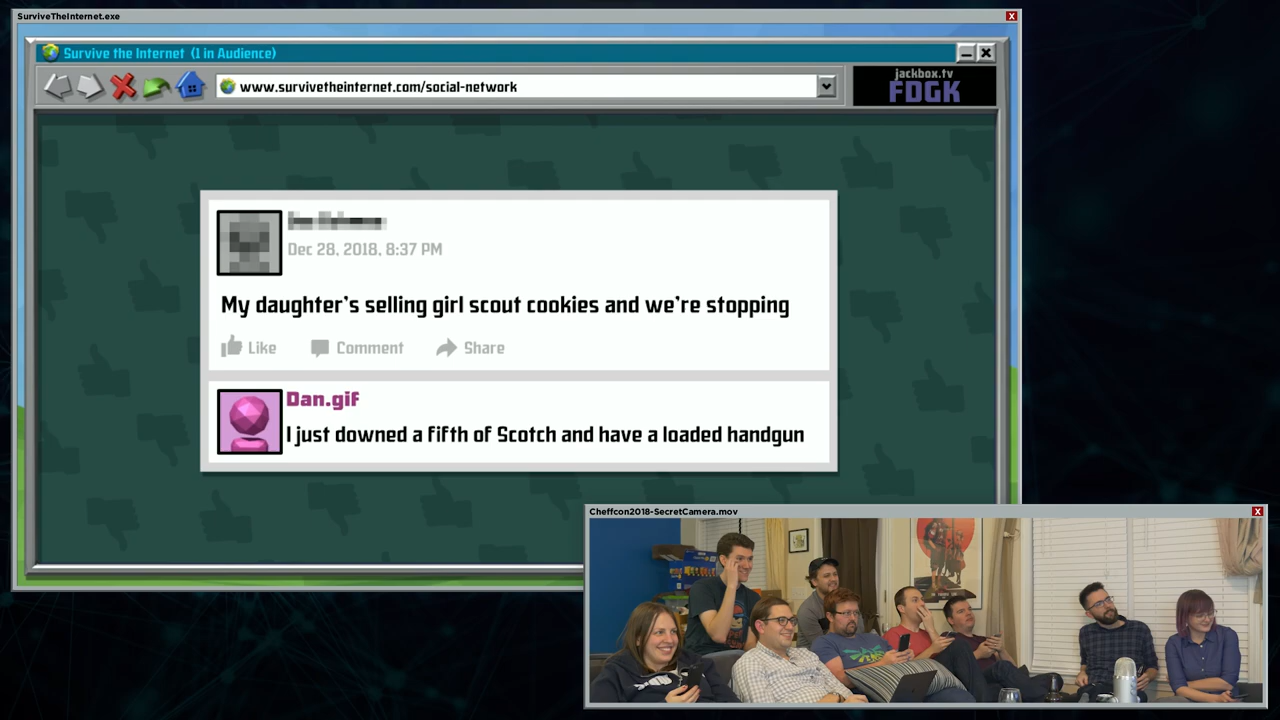 SurviveTheInternet.exe
Survive the Internet (1 in Audience)
www.survivetheinternet.com/social-network
jackbox.tv
FDGK
Dec 28, 2018, 8:37 PM
My daughter's selling girl scout cookies and we're stopping
Like Comment Share
Dan.gif
I just downed a fifth of Scotch and have a loaded handgun
Cheffcon2018-SecretCamera.mov